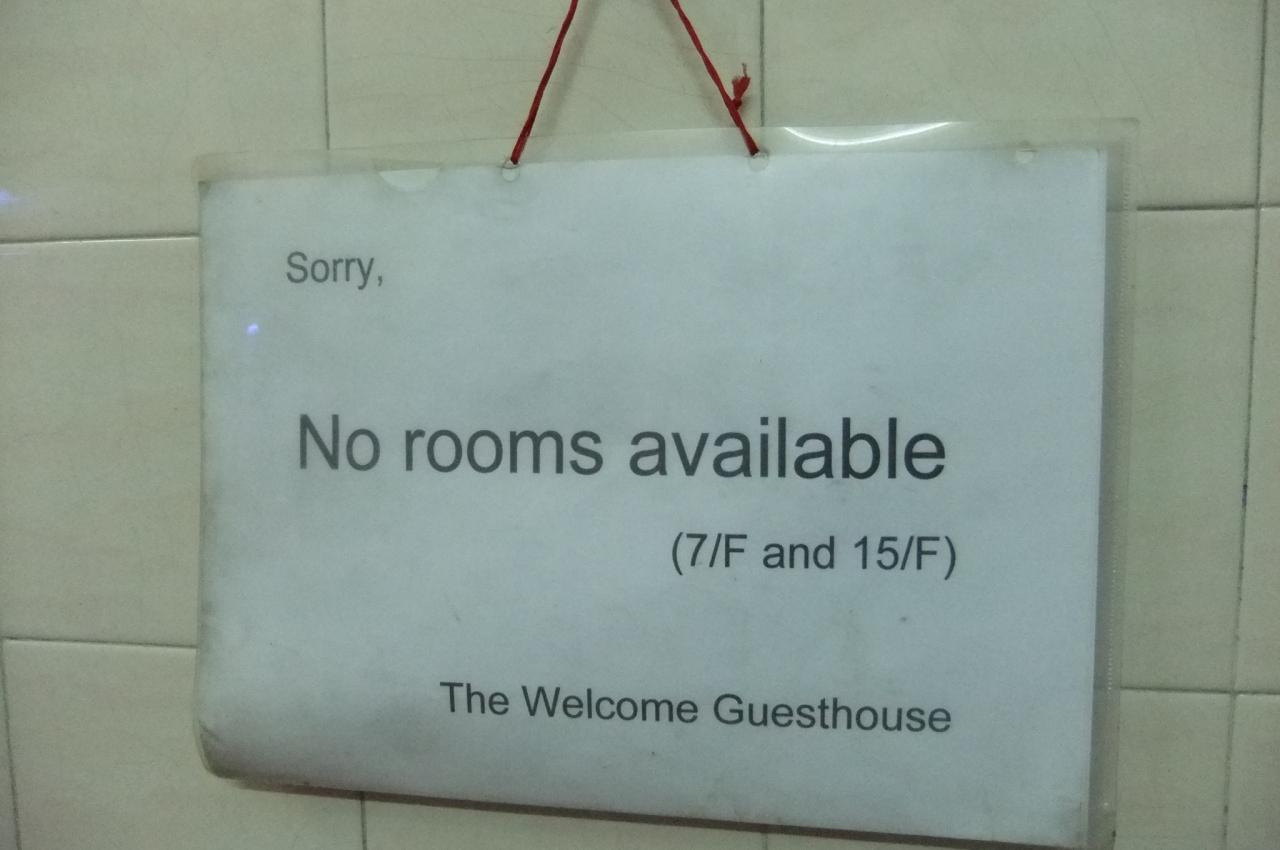 Sorry,
No rooms available
(7/F and 15/F)
The Welcome Guesthouse